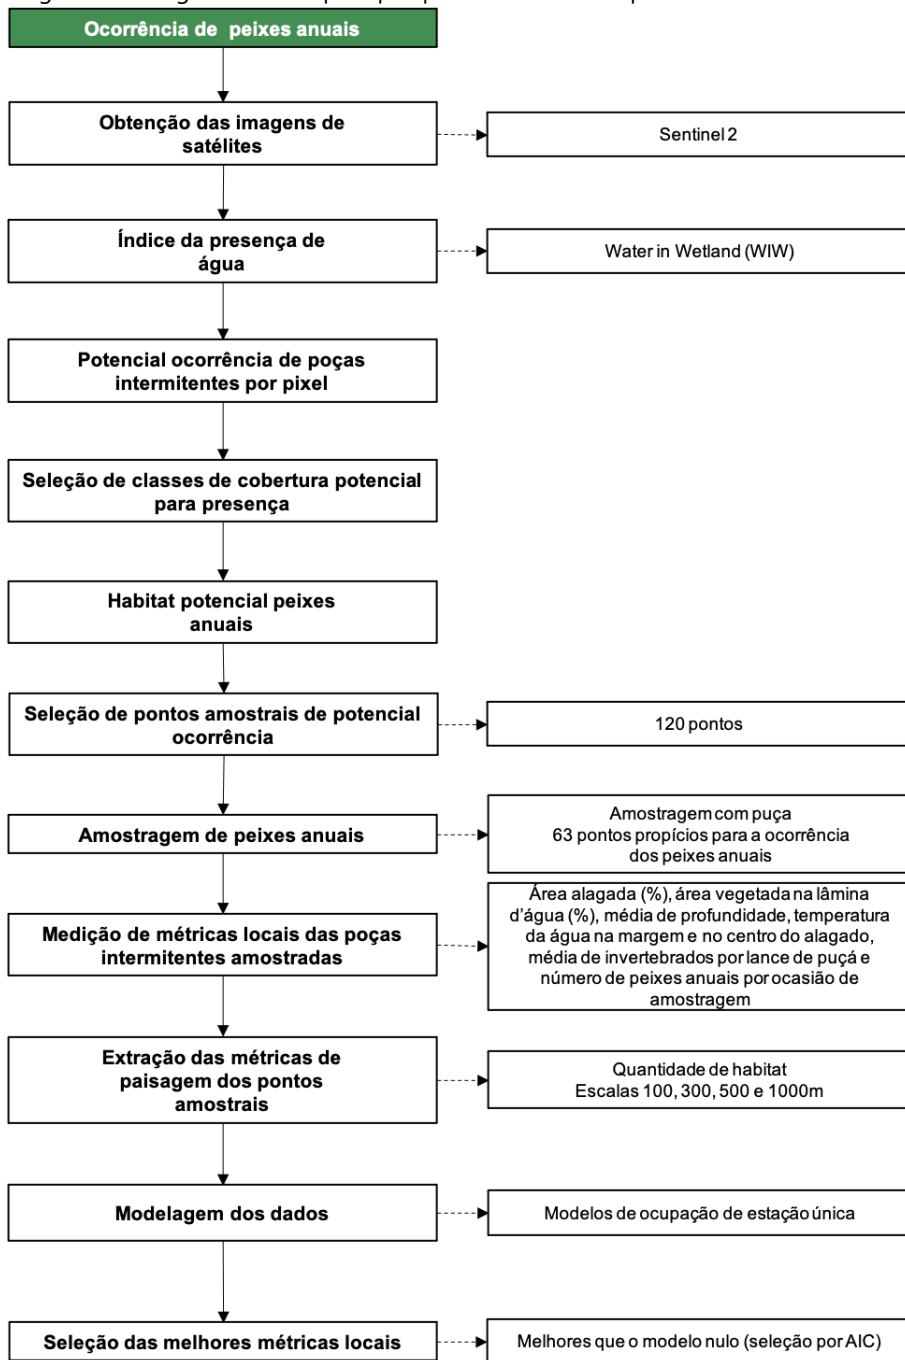 Ocorrência de peixes anuais
Obtenção das imagens de
satélites
Sentinel 2
Índice da presença de
água
Water in Wetland (WIW)
Potencial ocorrência de poças
intermitentes por pixel
Seleção de classes de cobertura potencial
para presença
Habitat potencial peixes
anuais
Seleção de pontos amostrais de potencial
ocorrência
120 pontos
Amostragem de peixes anuais
Amostragem com puça
63 pontos propícios para a ocorrência
dos peixes anuais
Medição de métricas locais das poças
intermitentes amostradas
Área alagada (%), área vegetada na lâmina
d'água (%), média de profundidade, temperatura
da água na margem e no centro do alagado,
média de invertebrados por lance de puçá e
número de peixes anuais por ocasião de
amostragem
Extração das métricas de
paisagem dos pontos
amostrais
Quantidade de habitat
Escalas 100, 300, 500 e 1000m
Modelagem dos dados
Modelos de ocupação de estação única
Seleção das melhores métricas locais
Melhores que o modelo nulo (seleção por AIC)